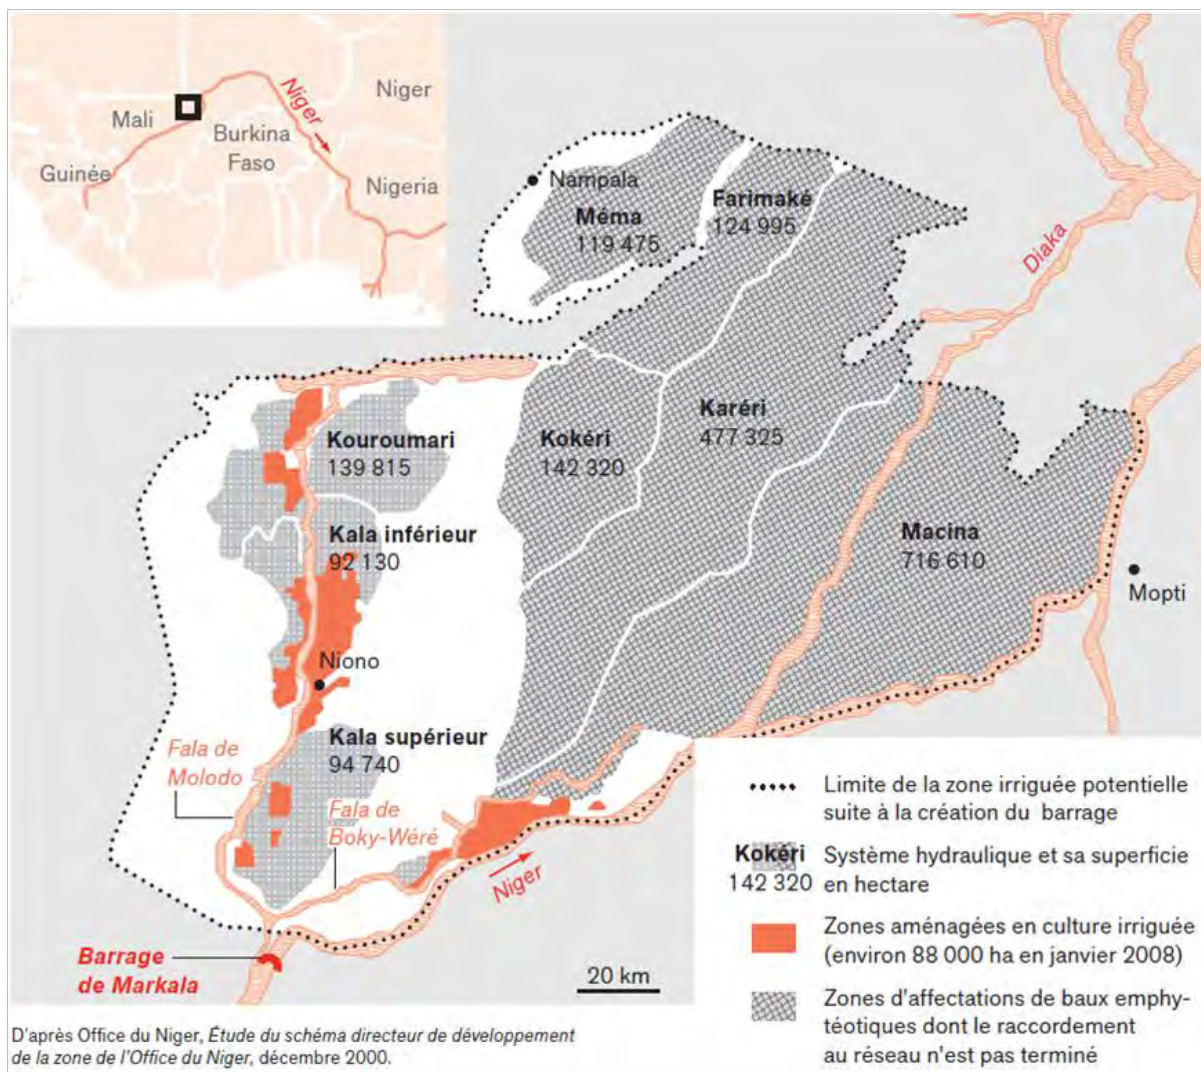 Niger
Mali
Niger
Burkina
Faso
Guinée
Nigeria
Nampala
Méma
119 475
Farimaké
124 995
Diaka
Kouroumari
139 815
Kokéri
142 320
Karéri
477 325
Kala inférieur
92 130
Macina
716 610
Mopti
Niono
Kala supérieur
94 740
Fala de
Molodo
Fala de
Boky-Wéré
Niger
Barrage
de Markala
20 km
Limite de la zone irriguée potentielle
suite à la création du barrage
Kokéri
142 320
Système hydraulique et sa superficie
en hectare
Zones aménagées en culture irriguée
(environ 88 000 ha en janvier 2008)
Zones d'affectations de baux emphy-
téotiques dont le raccordement
au réseau n'est pas terminé
D'après Office du Niger, Étude du schéma directeur de développement
de la zone de l'Office du Niger, décembre 2000.